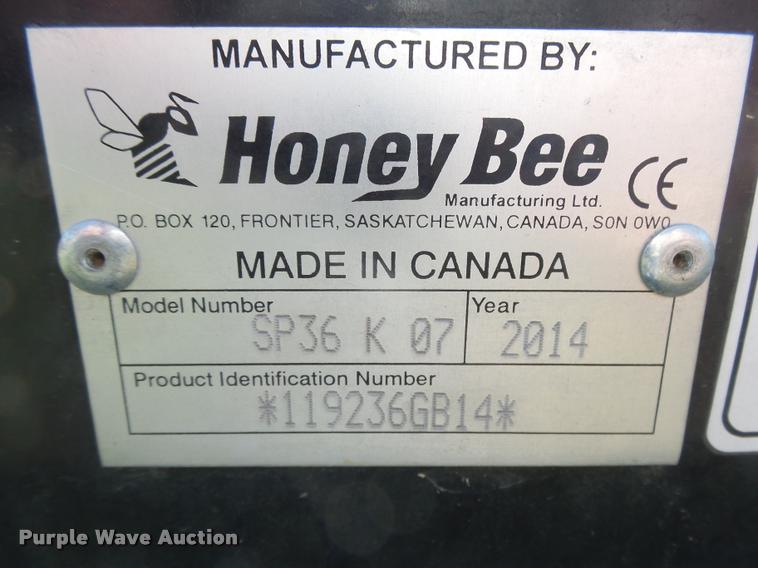 MANUFACTURED BY:
Honey Bee
Manufacturing Ltd.
CE
P.O. BOX 120, FRONTIER, SASKATCHEWAN, CANADA, S0N 0W0
MADE IN CANADA
Model Number
SP36 K 07
Year
2014
Product Identification Number
*119236GB14*
Purple Wave Auction